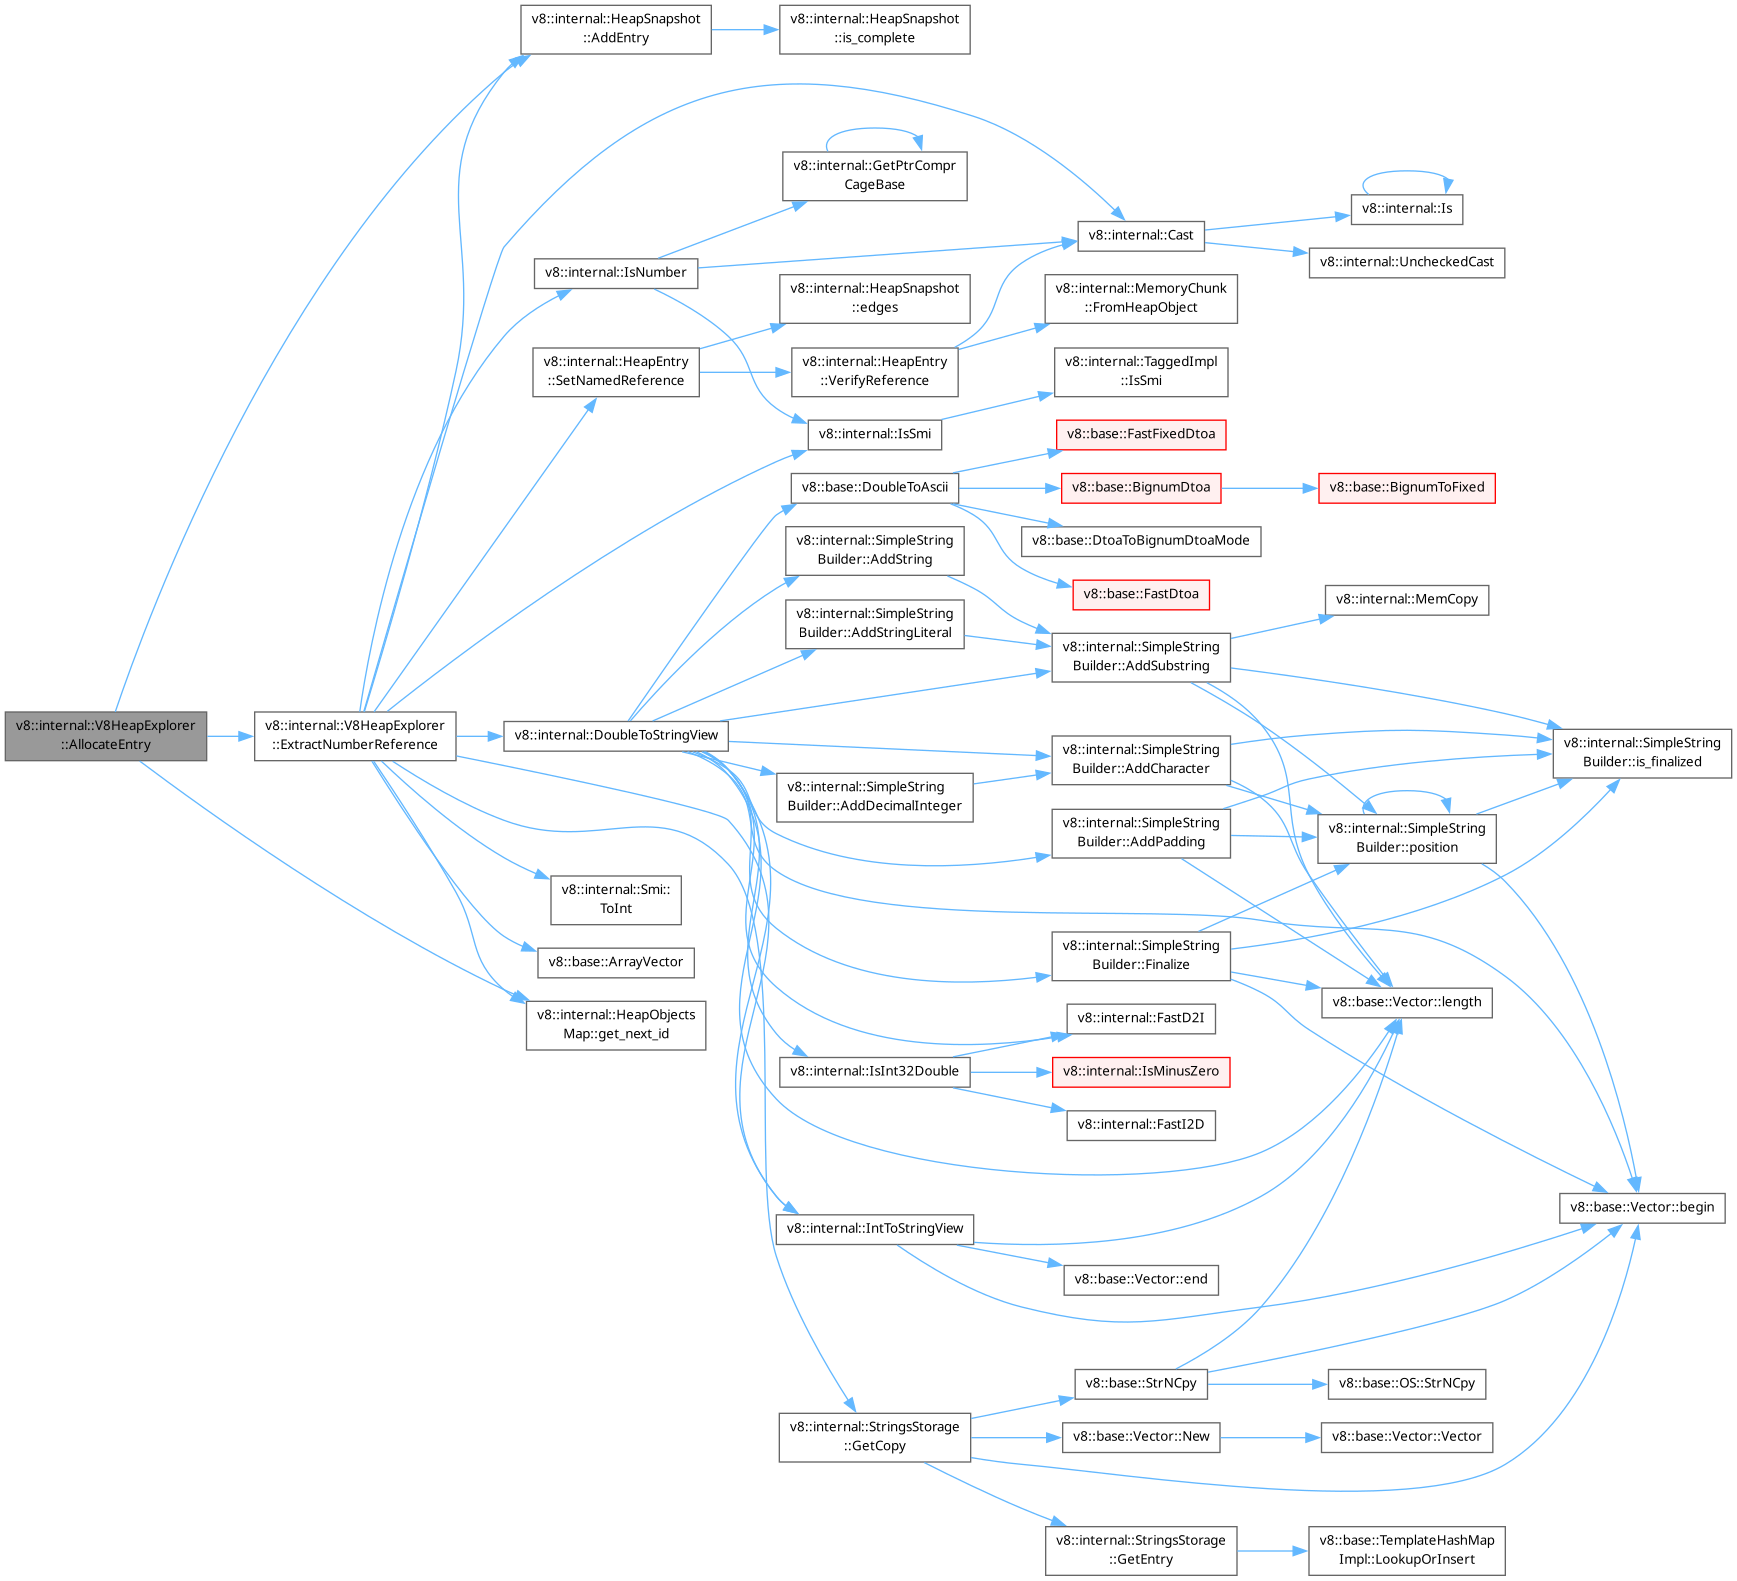 v8::internal::HeapSnapshot
::AddEntry
v8::internal::HeapSnapshot
::is_complete
v8::internal::GetPtrCompr
CageBase
v8::internal::Is
v8::internal::Cast
v8::internal::UncheckedCast
v8::internal::IsNumber
v8::internal::HeapSnapshot
::edges
v8::internal::MemoryChunk
::FromHeapObject
v8::internal::HeapEntry
::SetNamedReference
v8::internal::HeapEntry
::VerifyReference
v8::internal::TaggedImpl
::IsSmi
v8::internal::IsSmi
v8::base::FastFixedDtoa
v8::base::DoubleToAscii
v8::base::BignumDtoa
v8::base::BignumToFixed
v8::base::DtoaToBignumDtoaMode
v8::internal::SimpleString
Builder::AddString
v8::base::FastDtoa
v8::internal::MemCopy
v8::internal::SimpleString
Builder::AddStringLiteral
v8::internal::SimpleString
Builder::AddSubstring
v8::internal::V8HeapExplorer
::AllocateEntry
v8::internal::V8HeapExplorer
::ExtractNumberReference
v8::internal::DoubleToStringView
v8::internal::SimpleString
Builder::AddCharacter
v8::internal::SimpleString
Builder::is_finalized
v8::internal::SimpleString
Builder::AddDecimalInteger
v8::internal::SimpleString
Builder::AddPadding
v8::internal::SimpleString
Builder::position
v8::internal::Smi::
ToInt
v8::base::ArrayVector
v8::internal::SimpleString
Builder::Finalize
v8::internal::HeapObjects
Map::get_next_id
v8::base::Vector::length
v8::internal::FastD2I
v8::internal::IsInt32Double
v8::internal::IsMinusZero
v8::internal::FastI2D
v8::base::Vector::begin
v8::internal::IntToStringView
v8::base::Vector::end
v8::base::StrNCpy
v8::base::OS::StrNCpy
v8::internal::StringsStorage
::GetCopy
v8::base::Vector::New
v8::base::Vector::Vector
v8::internal::StringsStorage
::GetEntry
v8::base::TemplateHashMap
Impl::LookupOrInsert